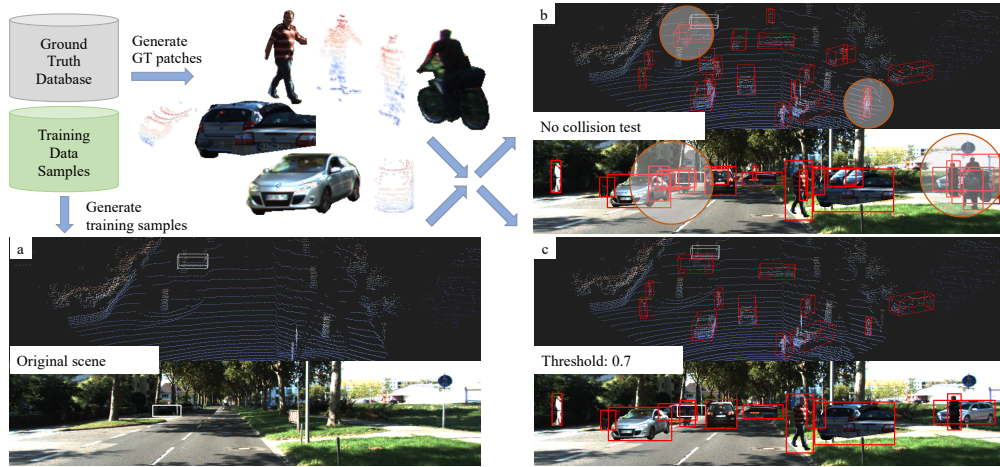 Ground
Truth
Database
Generate
GT patches
Training
Data
Samples
Generate
training samples
a
Original scene
b
No collision test
c
Threshold: 0.7